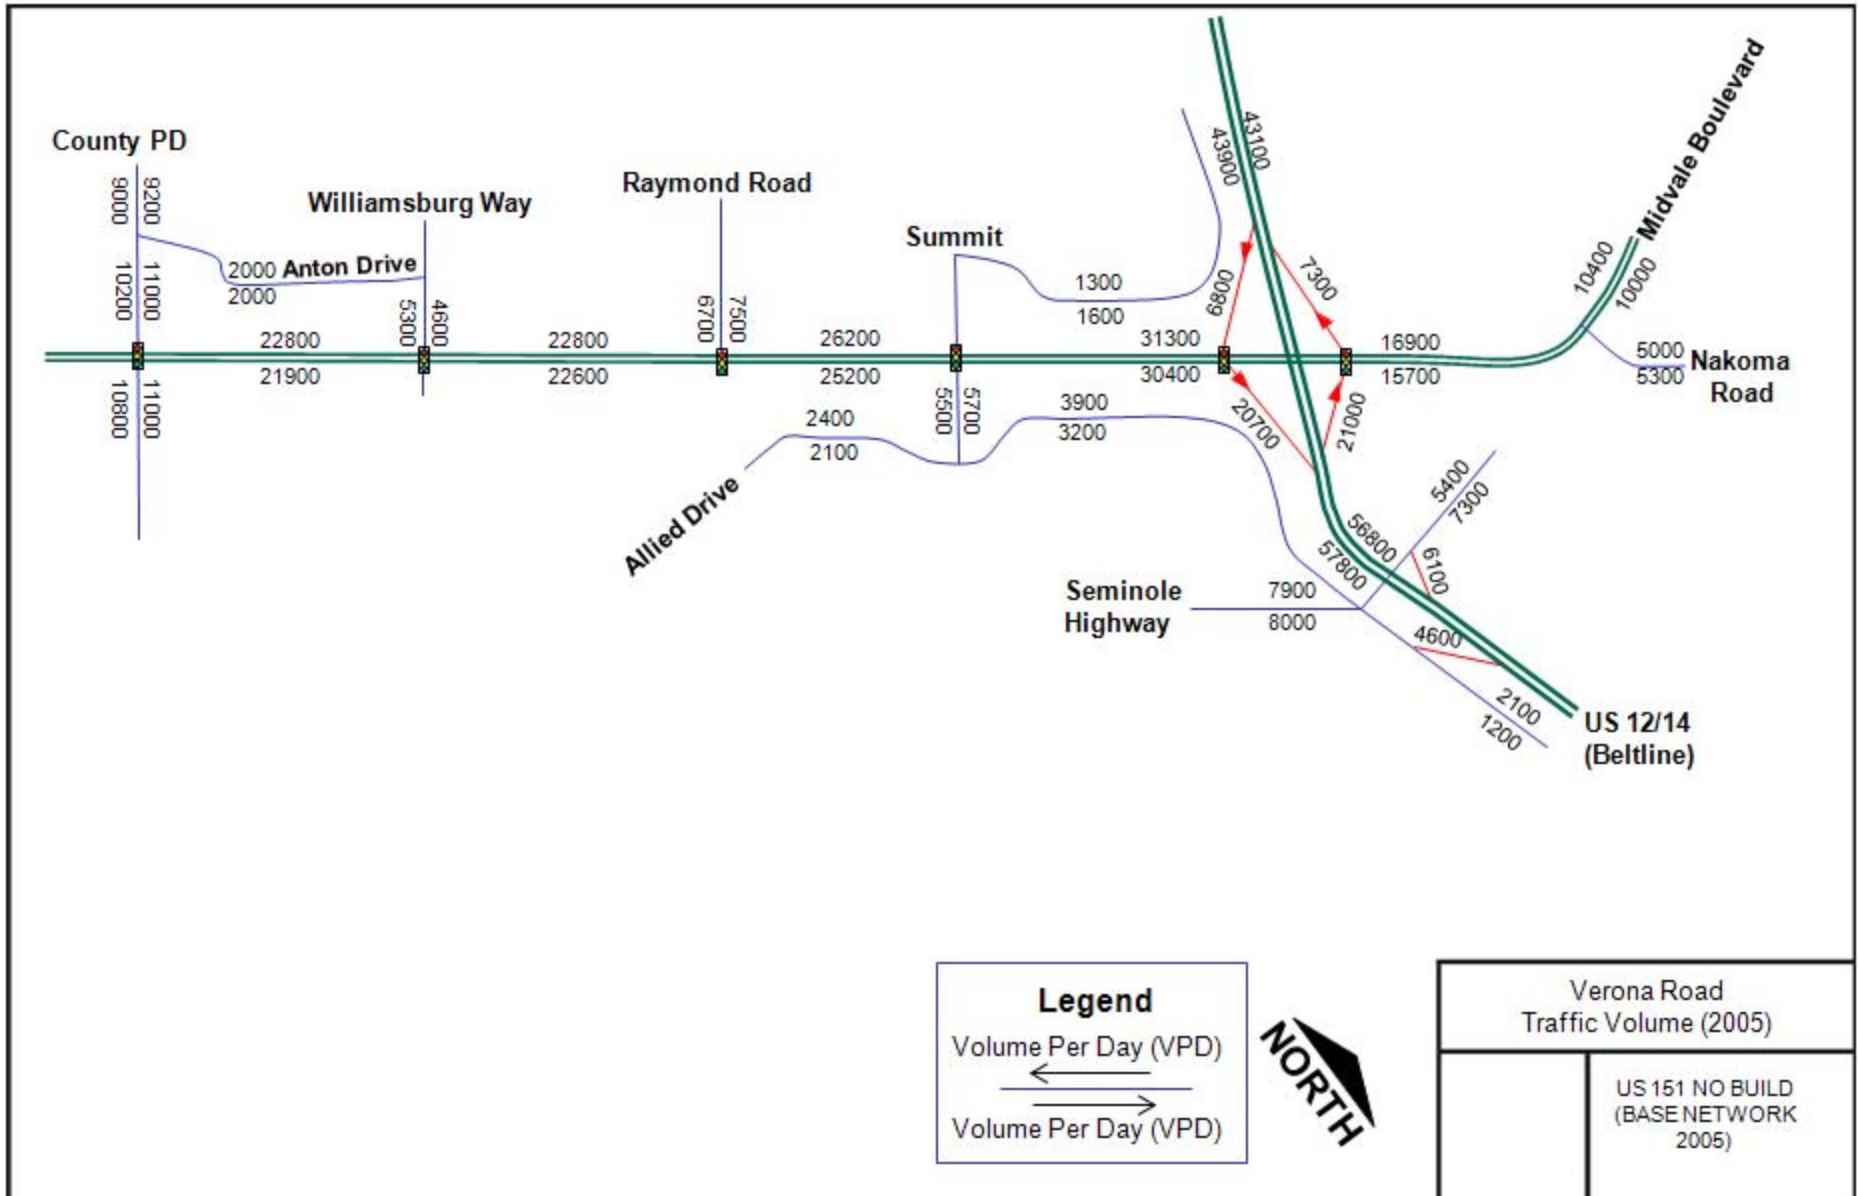 County PD
9000
9200
10200
11000
10800
11000
2000 Anton Drive
2000
Williamsburg Way
5300
4600
22800
21900
22800
22600
Raymond Road
6700
7500
26200
25200
Summit
5500
5700
1300
1600
31300
30400
2400
2100
Allied Drive
3900
3200
43900
43100
6800
7300
20700
21000
16900
15700
10400
10000
Midvale Boulevard
5000
5300
Nakoma
Road
56800
57800
5400
7300
6100
Seminole
Highway
7900
8000
4600
2100
1200
US 12/14
(Beltline)
Legend
Volume Per Day (VPD)
Volume Per Day (VPD)
NORTH
Verona Road
Traffic Volume (2005)
US 151 NO BUILD
(BASE NETWORK
2005)